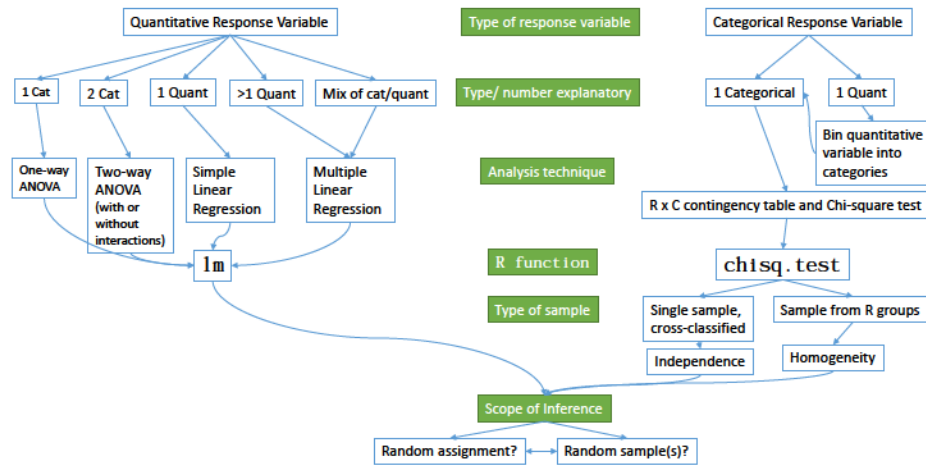 Quantitative Response Variable
Type of response variable
Categorical Response Variable
1 Cat
2 Cat
1 Quant
>1 Quant
Mix of cat/quant
Type/ number explanatory
1 Categorical
1 Quant
Bin quantitative
variable into
categories
One-way
ANOVA
Two-way
ANOVA
(with or
without
interactions)
Simple
Linear
Regression
Multiple
Linear
Regression
Analysis technique
R x C contingency table and Chi-square test
lm
R function
chisq.test
Type of sample
Single sample,
cross-classified
Sample from R groups
Independence
Homogeneity
Scope of Inference
Random assignment?
Random sample(s)?